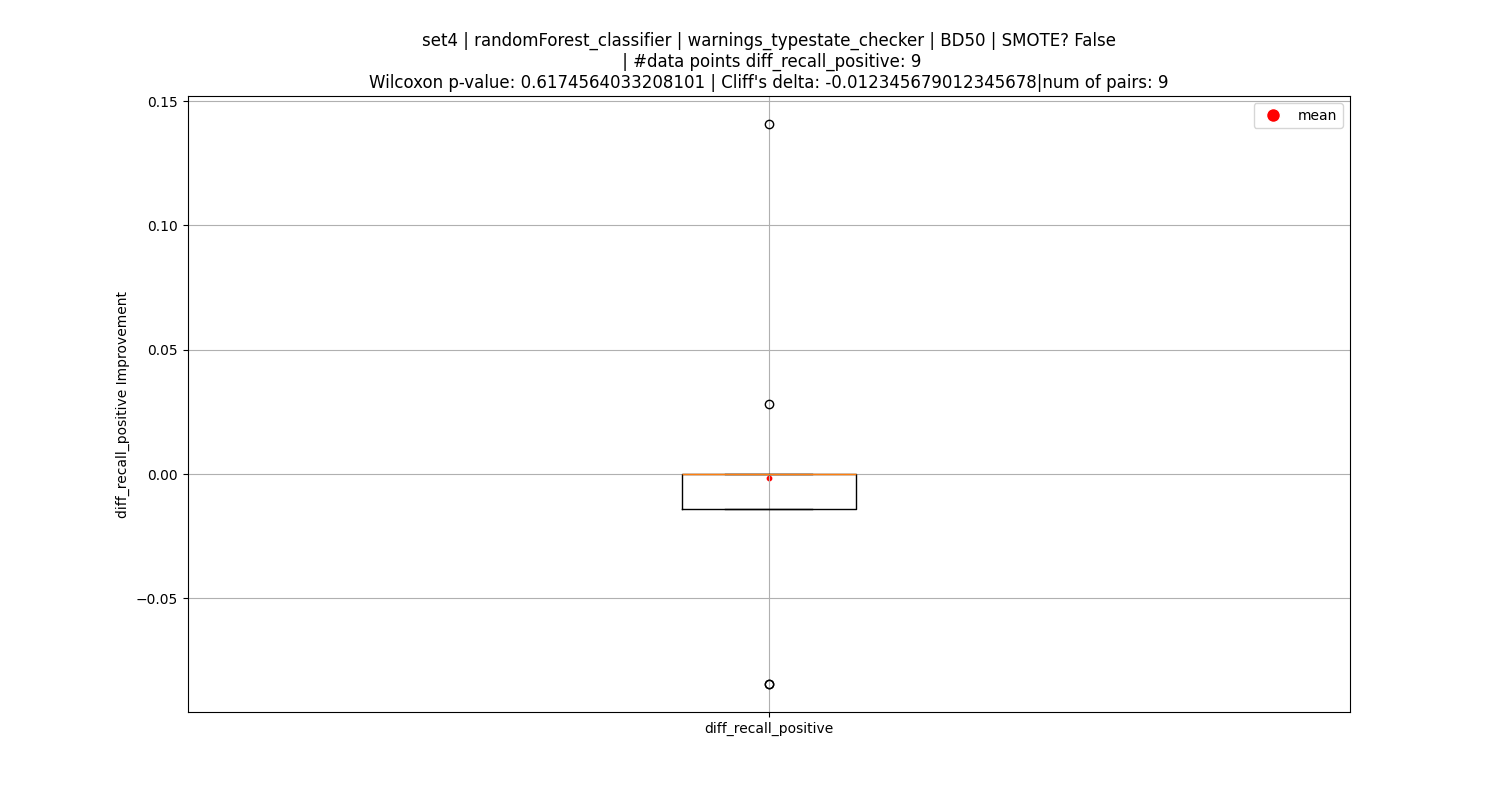 set4 | randomForest_classifier | warnings_typestate_checker | BD50 | SMOTE? False
| #data points diff_recall_positive: 9
Wilcoxon p-value: 0.6174564033208101 | Cliff's delta: -0.012345679012345678|num of pairs: 9
mean
0.15
0.10
0.05
0.00
−0.05
diff_recall_positive Improvement
diff_recall_positive